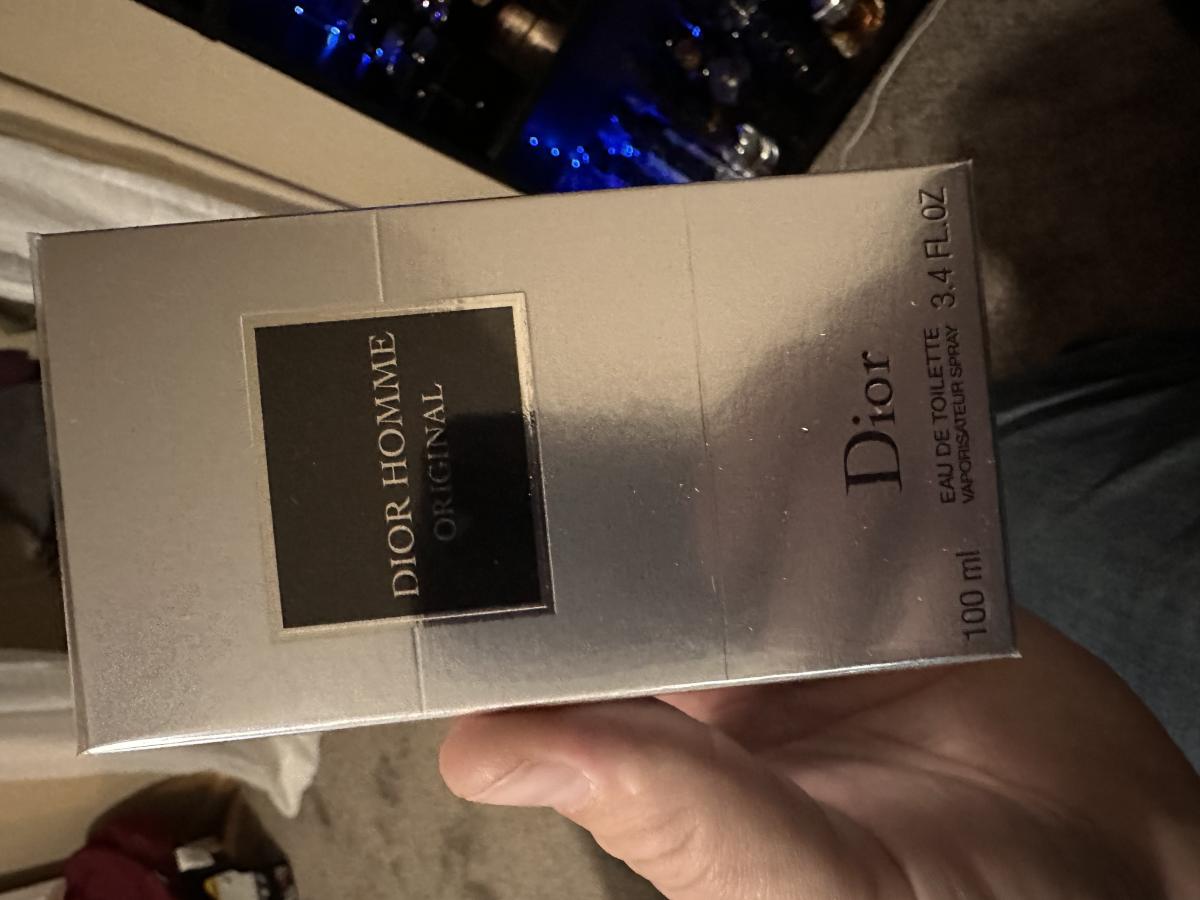 DIOR HOMME
ORIGINAL
Dior
100 ml
EAU DE TOILETTE
VAPORISATEUR SPRAY
3.4 FL.OZ